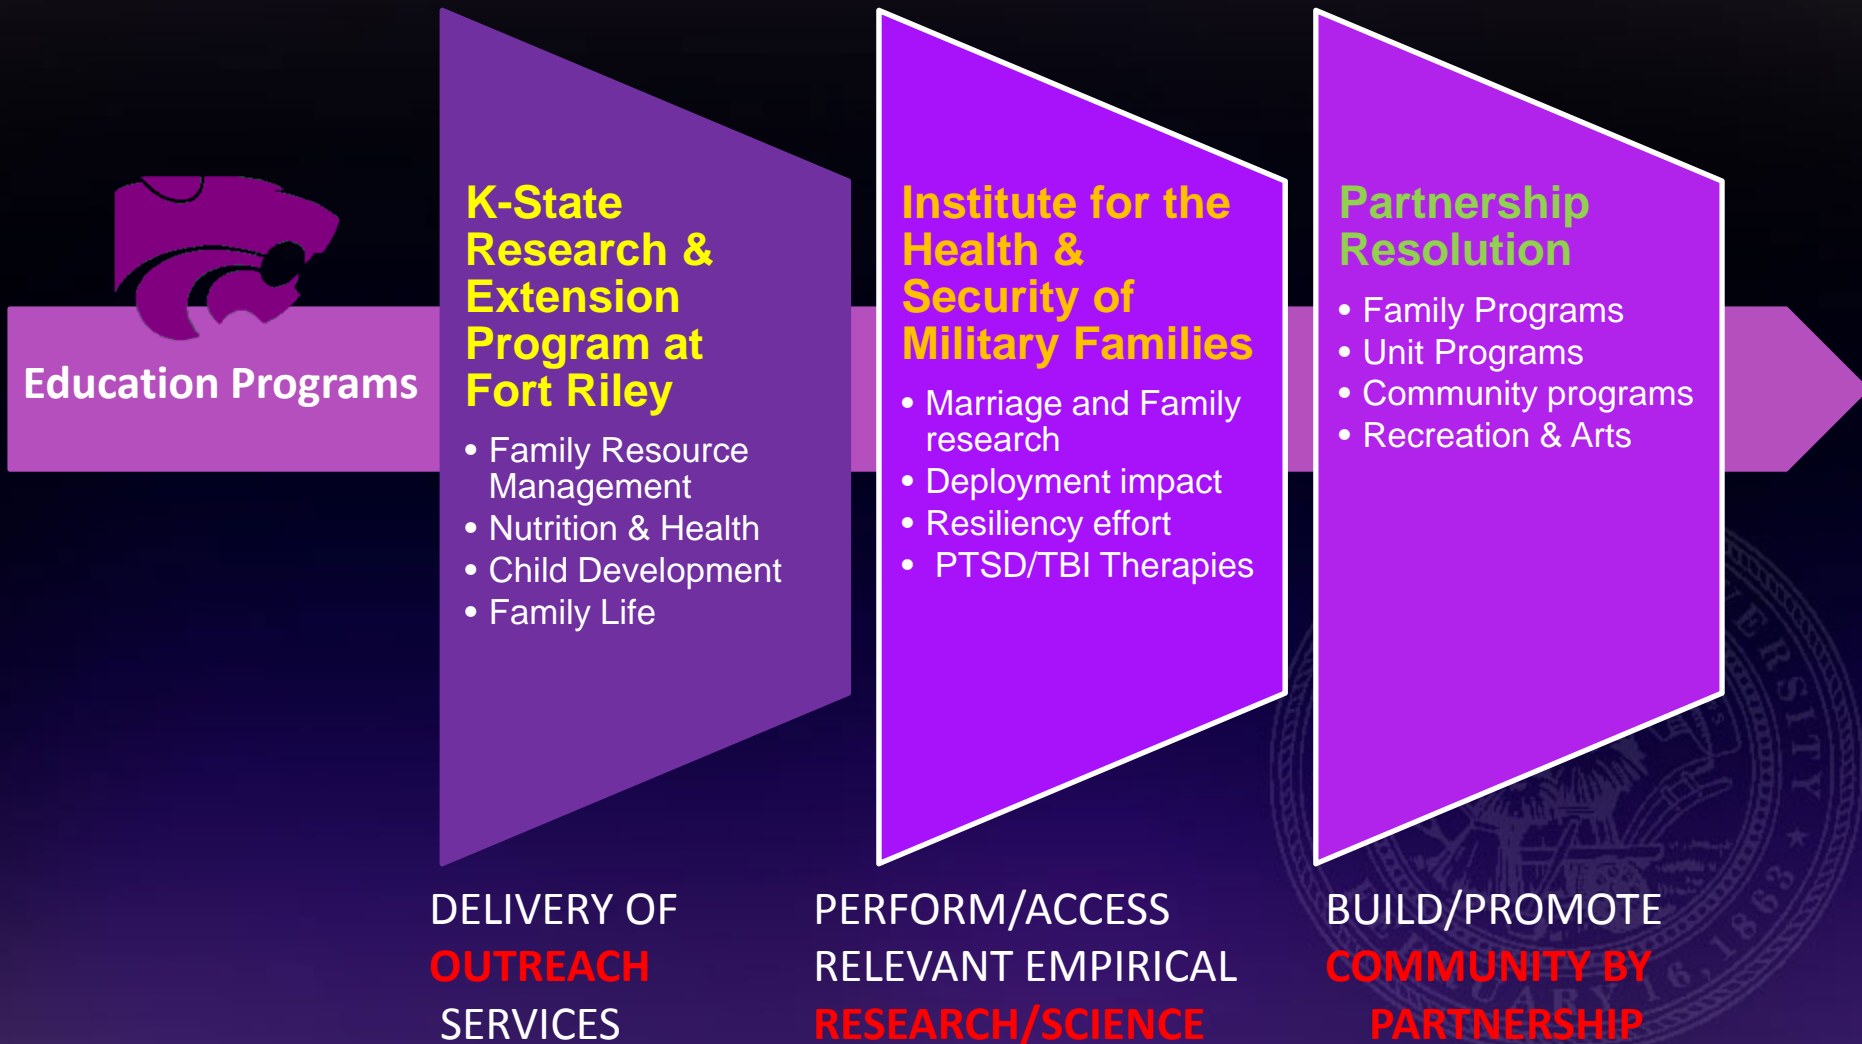 Education Programs
K-State
Research &
Extension
Program at
Fort Riley
• Family Resource
Management
• Nutrition & Health
• Child Development
• Family Life
Institute for the
Health &
Security of
Military Families
• Marriage and Family
research
• Deployment impact
• Resiliency effort
• PTSD/TBI Therapies
Partnership
Resolution
• Family Programs
• Unit Programs
• Community programs
• Recreation & Arts
DELIVERY OF
OUTREACH
SERVICES
PERFORM/ACCESS
RELEVANT EMPIRICAL
RESEARCH/SCIENCE
BUILD/PROMOTE
COMMUNITY BY
PARTNERSHIP